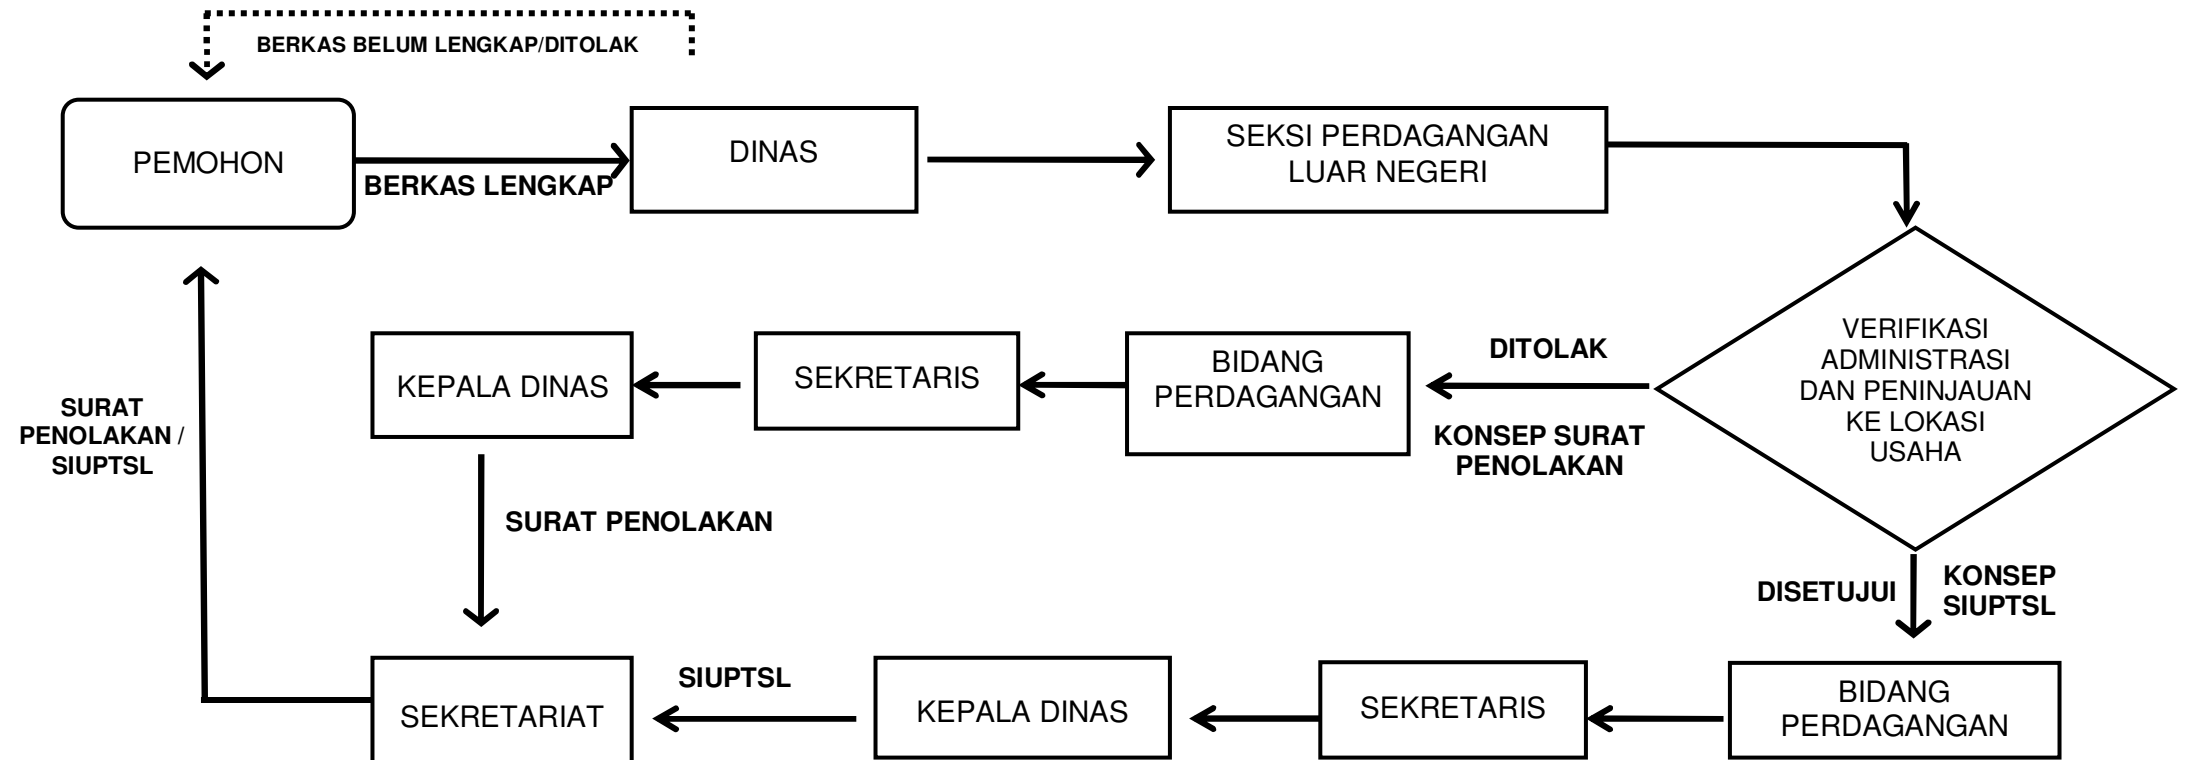 BERKAS BELUM LENGKAP/DITOLAK
PEMOHON
BERKAS LENGKAP
DINAS
SEKSI PERDAGANGAN
LUAR NEGERI
VERIFIKASI
ADMINISTRASI
DAN PENINJAUAN
KE LOKASI
USAHA
DITOLAK
KONSEP SURAT
PENOLAKAN
BIDANG
PERDAGANGAN
SEKRETARIS
KEPALA DINAS
SURAT PENOLAKAN
SURAT
PENOLAKAN /
SIUPTSL
DISETUJUI
KONSEP
SIUPTSL
BIDANG
PERDAGANGAN
SEKRETARIS
KEPALA DINAS
SIUPTSL
SEKRETARIAT